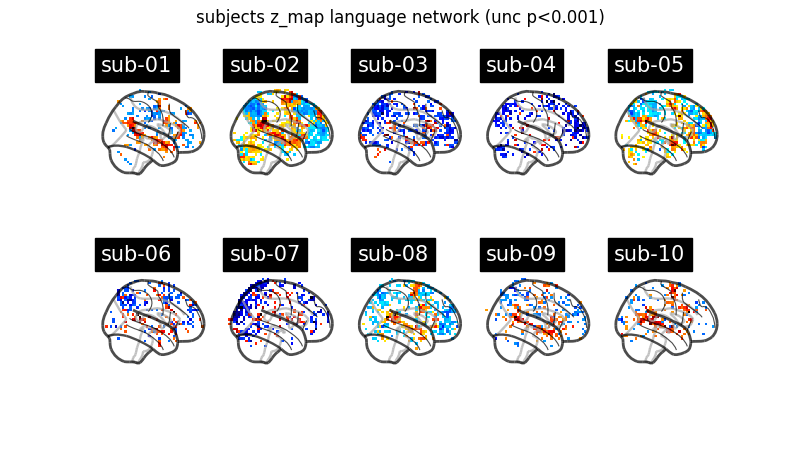 subjects z_map language network (unc p<0.001)
sub-01 sub-02 sub-03 sub-04 sub-05
sub-06 sub-07 sub-08 sub-09 sub-10